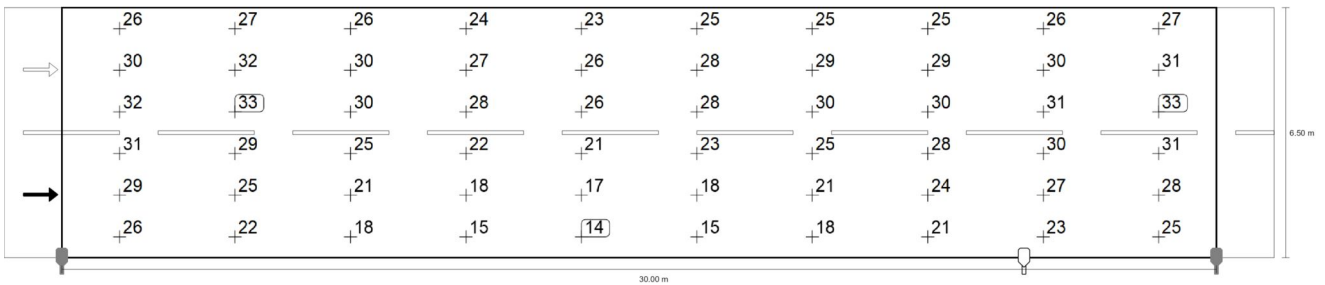 26 27 26 24 23 25 25 25 26 27
30 32 30 27 26 28 29 29 30 31
32 33 30 28 26 28 30 30 31 33
6.50 m
31 29 25 22 21 23 25 28 30 31
29 25 21 18 17 18 21 24 27 28
26 22 18 15 14 15 18 21 23 25
30.00 m